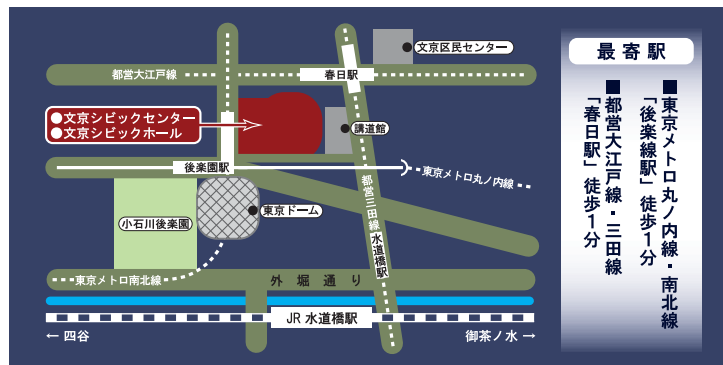 文京区民センター
都営大江戸線
春日駅
●文京シビックセンター
●文京シビックホール
講道館
後楽園駅
東京メトロ丸ノ内線
都営三田線
小石川後楽園
東京ドーム
水道橋駅
東京メトロ南北線
外堀通り
JR 水道橋駅
← 四谷
御茶ノ水 →
最寄駅
■東京メトロ丸ノ内線・南北線
「後楽線駅」徒歩1分
■都営大江戸線・三田線
「春日駅」徒歩1分